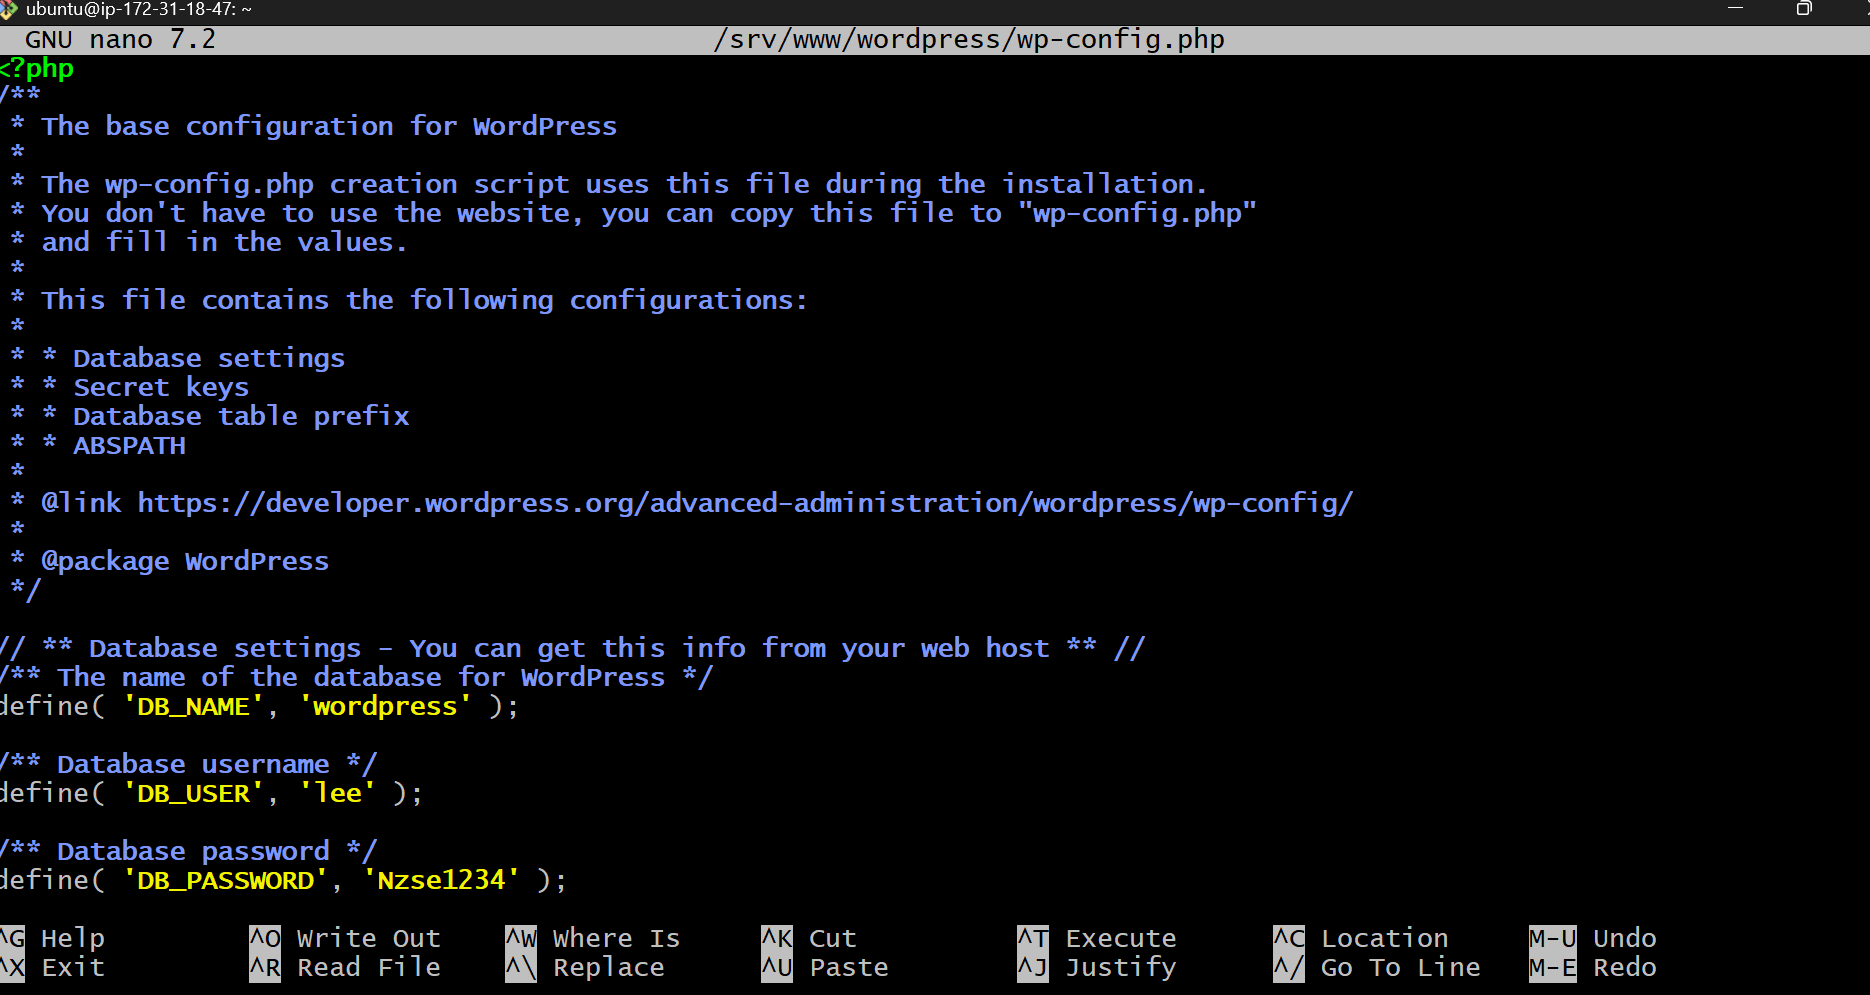 ubuntu@ip-172-31-18-47: ~
GNU nano 7.2 /srv/www/wordpress/wp-config.php
<?php
/**
 * The base configuration for WordPress
 *
 * The wp-config.php creation script uses this file during the installation.
 * You don't have to use the website, you can copy this file to "wp-config.php"
 * and fill in the values.
 *
 * This file contains the following configurations:
 *
 * * Database settings
 * * Secret keys
 * * Database table prefix
 * * ABSPATH
 *
 * @link https://developer.wordpress.org/advanced-administration/wordpress/wp-config/
 *
 * @package WordPress
 */

// ** Database settings - You can get this info from your web host ** //
/** The name of the database for WordPress */
define( 'DB_NAME', 'wordpress' );

/** Database username */
define( 'DB_USER', 'lee' );

/** Database password */
define( 'DB_PASSWORD', 'Nzse1234' );

^G Help ^O Write Out ^W Where Is ^K Cut ^T Execute ^C Location M-U Undo
^X Exit ^R Read File ^\ Replace ^U Paste ^J Justify ^/ Go To Line M-E Redo